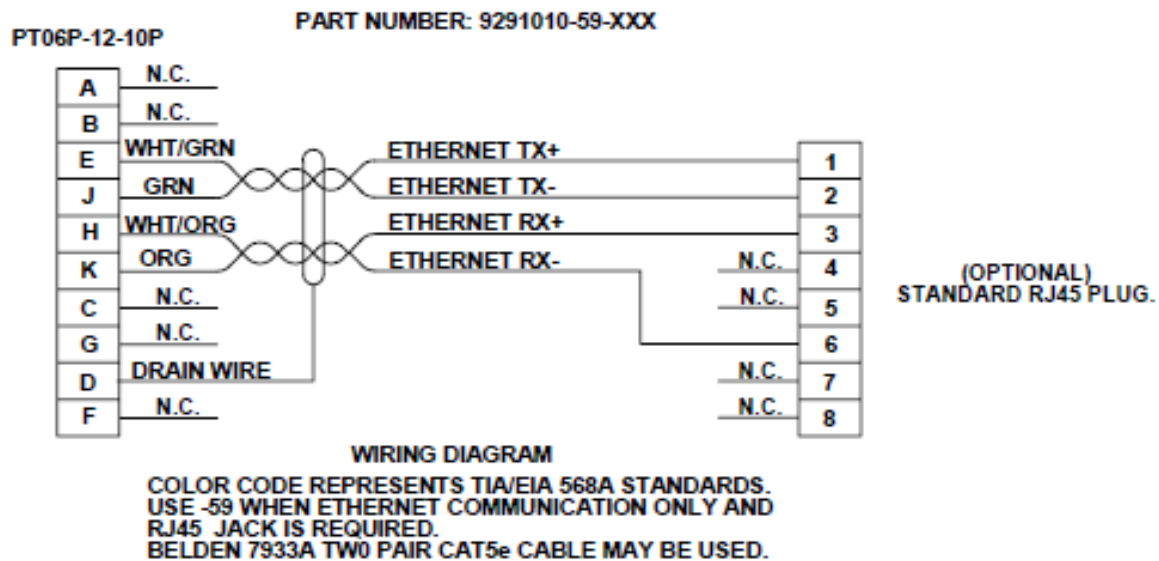 PART NUMBER: 9291010-59-XXX
PT06P-12-10P
A N.C.
B N.C.
E WHT/GRN ETHERNET TX+ 1
J GRN ETHERNET TX- 2
H WHT/ORG ETHERNET RX+ 3
K ORG ETHERNET RX- N.C. 4
C N.C. N.C. 5
G N.C. 6
D DRAIN WIRE N.C. 7
F N.C. N.C. 8
(OPTIONAL)
STANDARD RJ45 PLUG.
WIRING DIAGRAM
COLOR CODE REPRESENTS TIA/EIA 568A STANDARDS.
USE -59 WHEN ETHERNET COMMUNICATION ONLY AND
RJ45 JACK IS REQUIRED.
BELDEN 7933A TW0 PAIR CAT5e CABLE MAY BE USED.